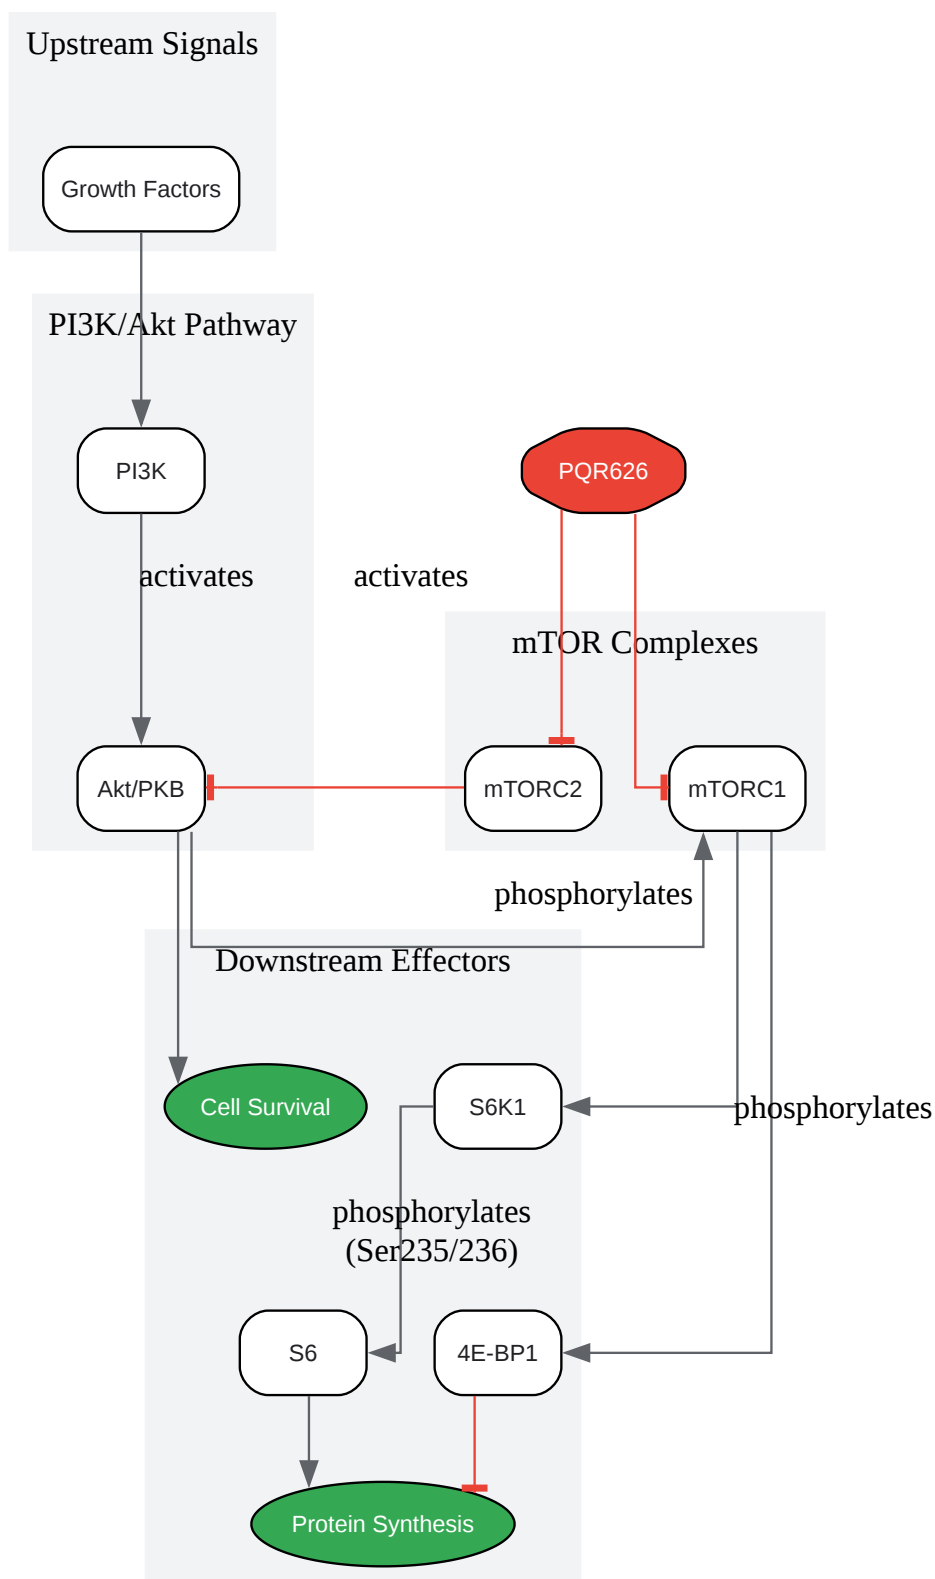 Upstream Signals
Growth Factors
PI3K/Akt Pathway
PI3K
PQR626
activates
activates
mTOR Complexes
Akt/PKB
mTORC2
mTORC1
phosphorylates
Downstream Effectors
Cell Survival
S6K1
phosphorylates
phosphorylates
(Ser235/236)
S6
4E-BP1
Protein Synthesis